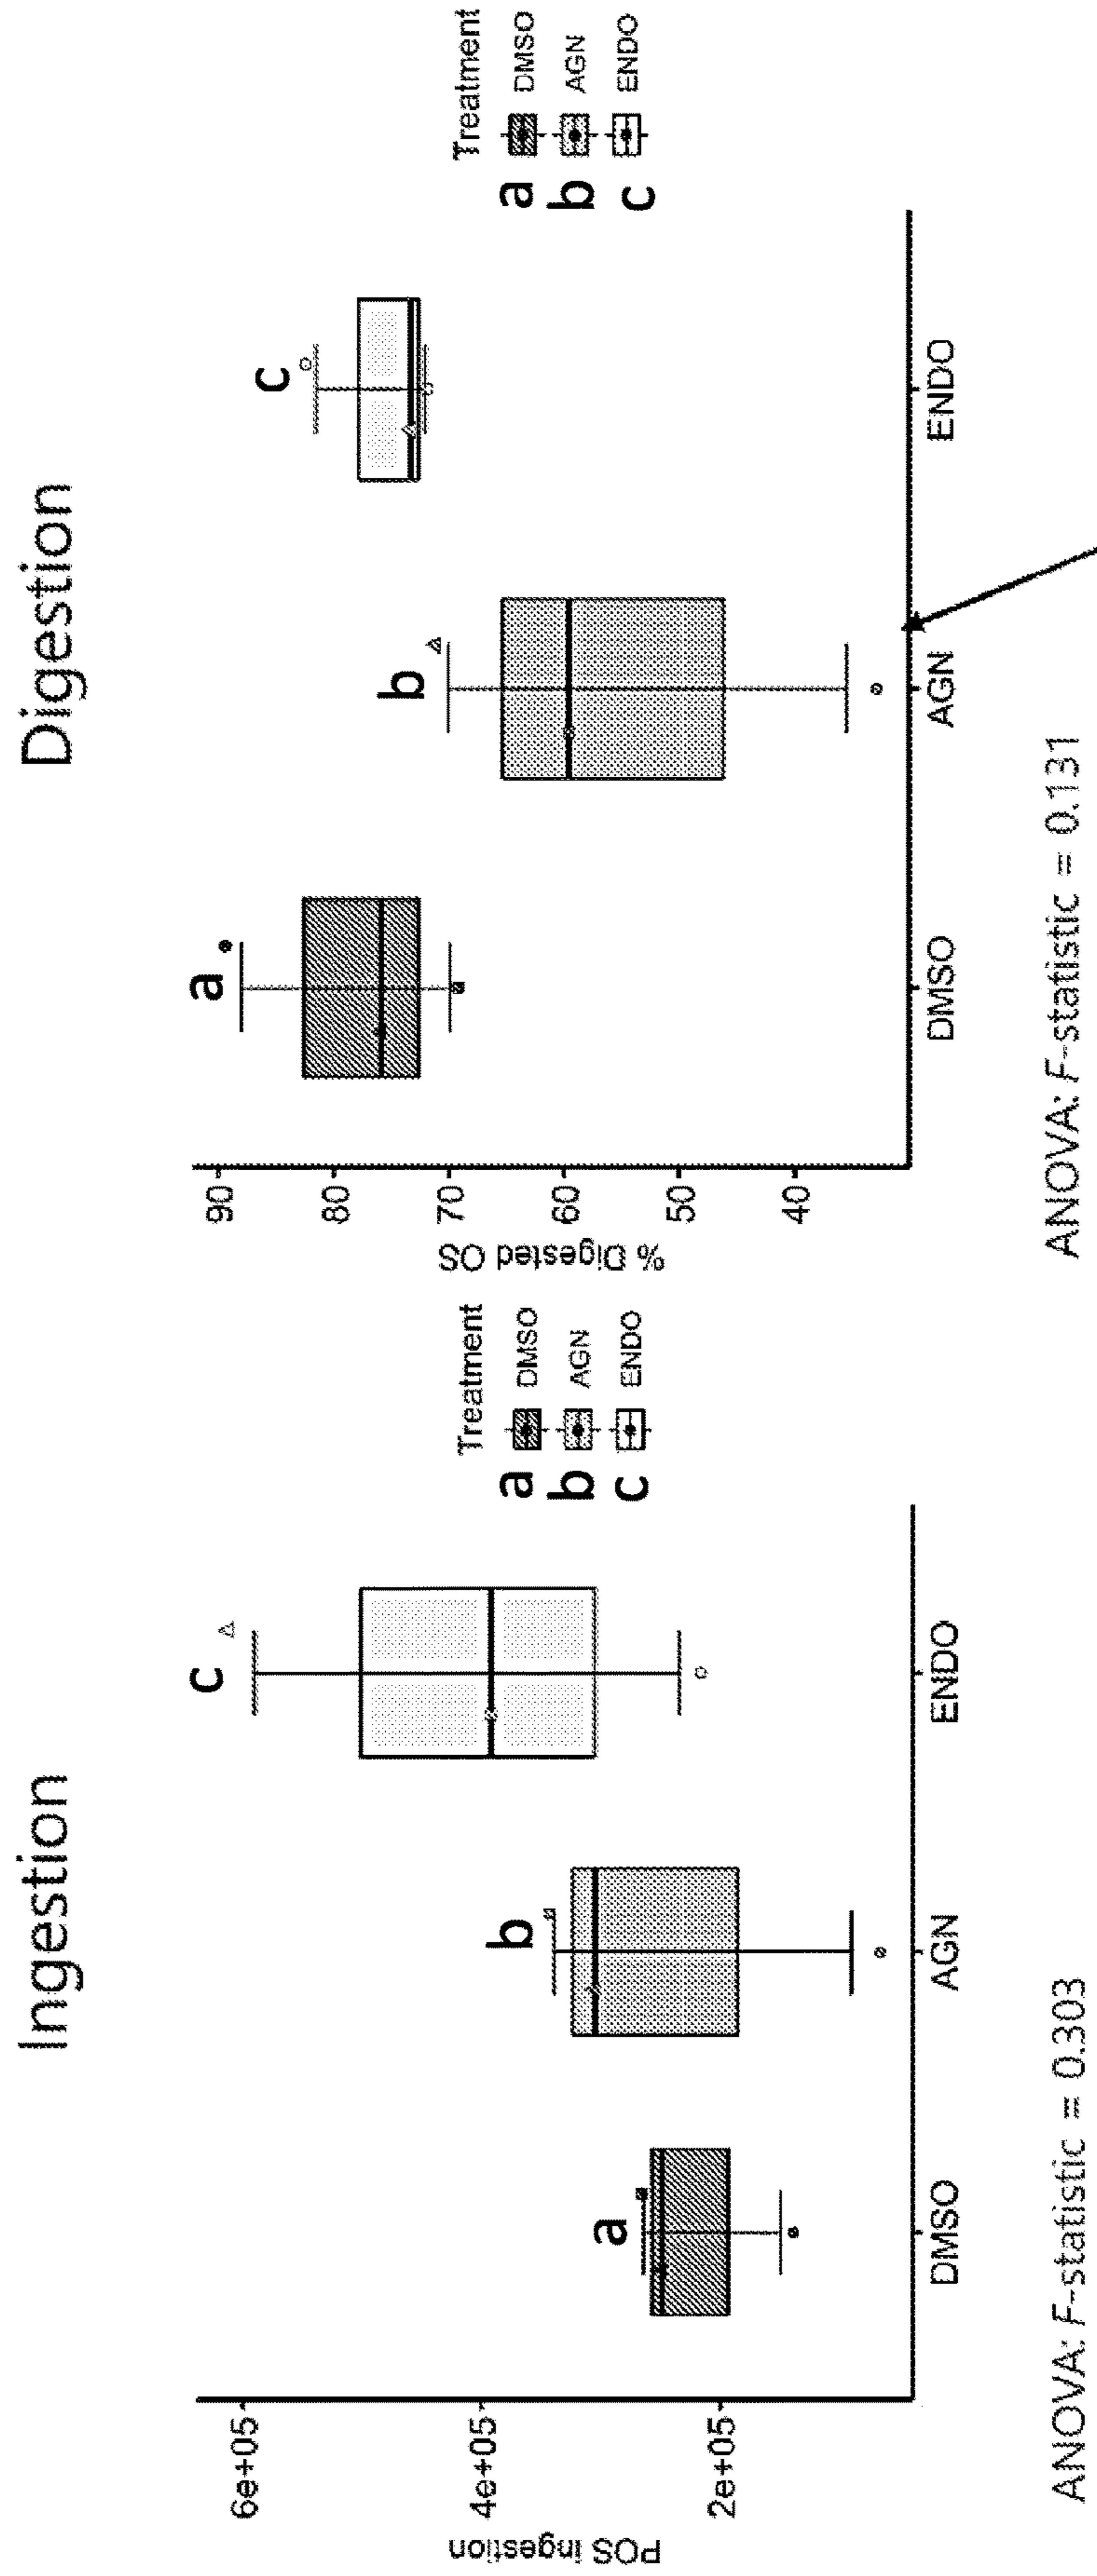 Ingestion
POS ingestion
6e+05
4e+05
2e+05
a
b
c
DMSO
AGN
ENDO
Treatment
a DMSO
b AGN
c ENDO
ANOVA: F-statistic = 0.303
Digestion
% Digested OS
90
80
70
60
50
40
a
b
c
DMSO
AGN
ENDO
Treatment
a DMSO
b AGN
c ENDO
ANOVA: F-statistic = 0.131